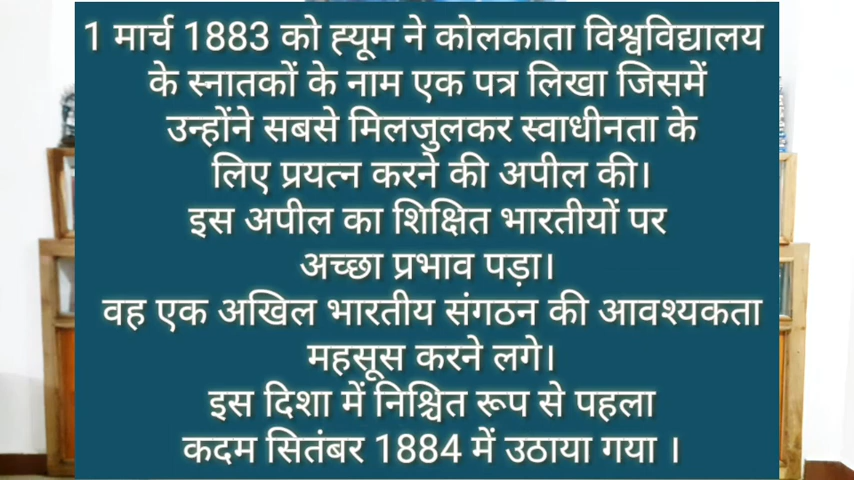 1 मार्च 1883 को ह्यूम ने कोलकाता विश्वविद्यालय
के स्नातकों के नाम एक पत्र लिखा जिसमें
उन्होंने सबसे मिलजुलकर स्वाधीनता के
लिए प्रयत्न करने की अपील की।
इस अपील का शिक्षित भारतीयों पर
अच्छा प्रभाव पड़ा।
वह एक अखिल भारतीय संगठन की आवश्यकता
महसूस करने लगे।
इस दिशा में निश्चित रूप से पहला
कदम सितंबर 1884 में उठाया गया ।